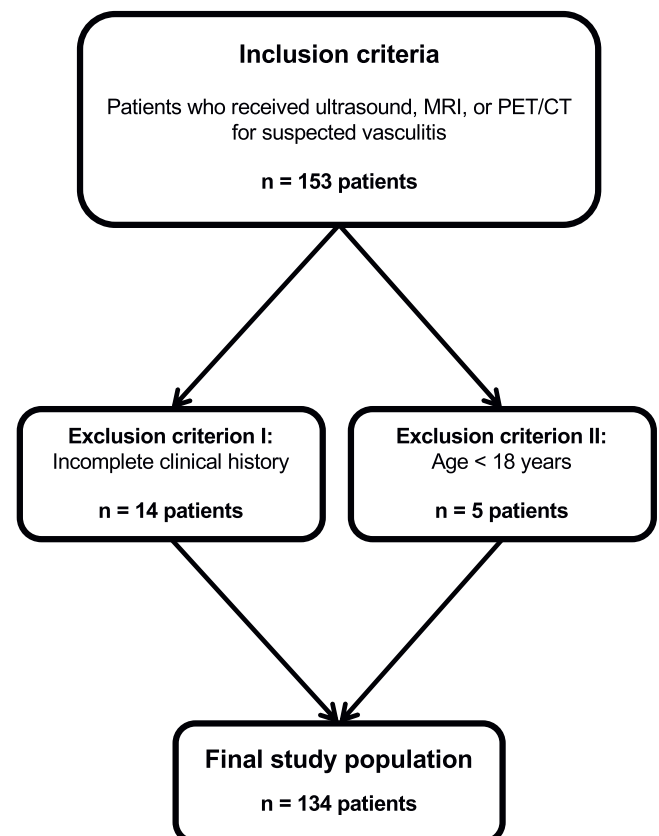 Inclusion criteria
Patients who received ultrasound, MRI, or PET/CT
for suspected vasculitis
n = 153 patients
Exclusion criterion I:
Incomplete clinical history
n = 14 patients
Exclusion criterion II:
Age < 18 years
n = 5 patients
Final study population
n = 134 patients